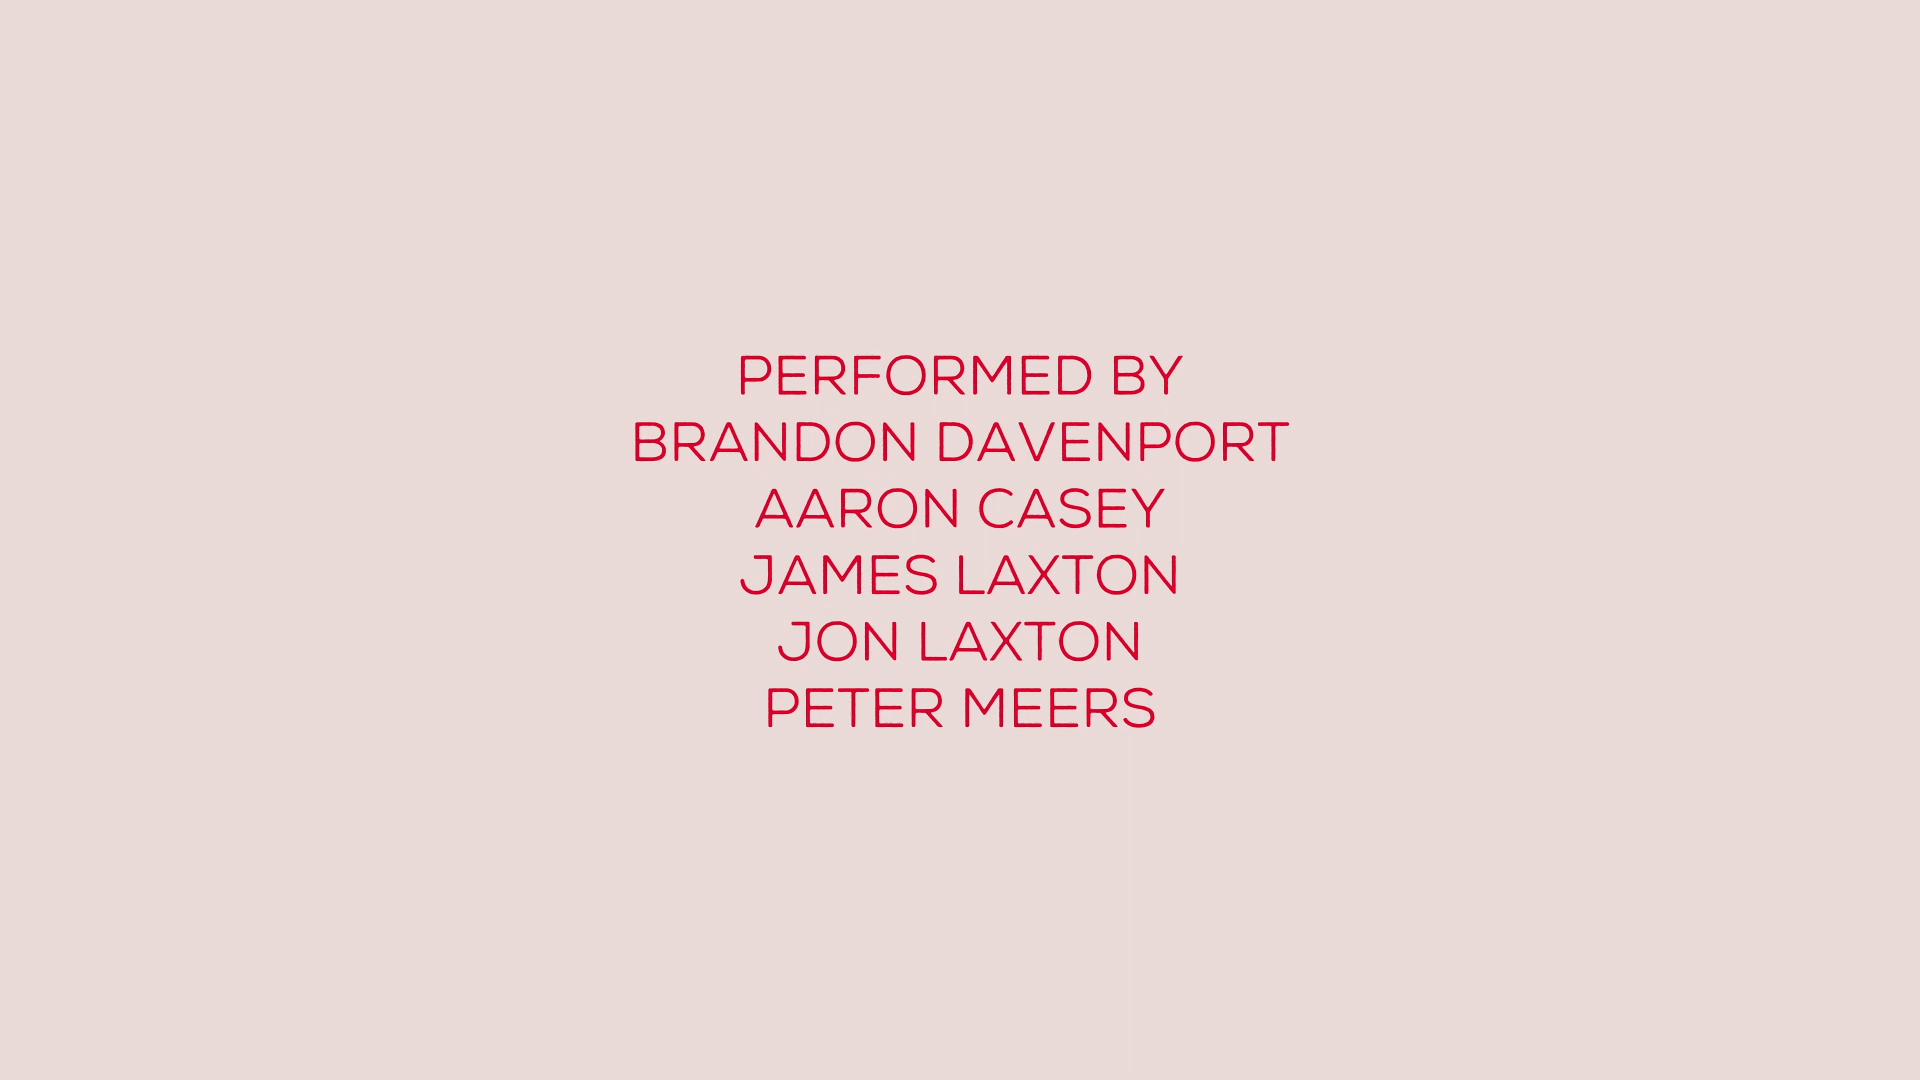 PERFORMED BY
BRANDON DAVENPORT
AARON CASEY
JAMES LAXTON
JON LAXTON
PETER MEERS